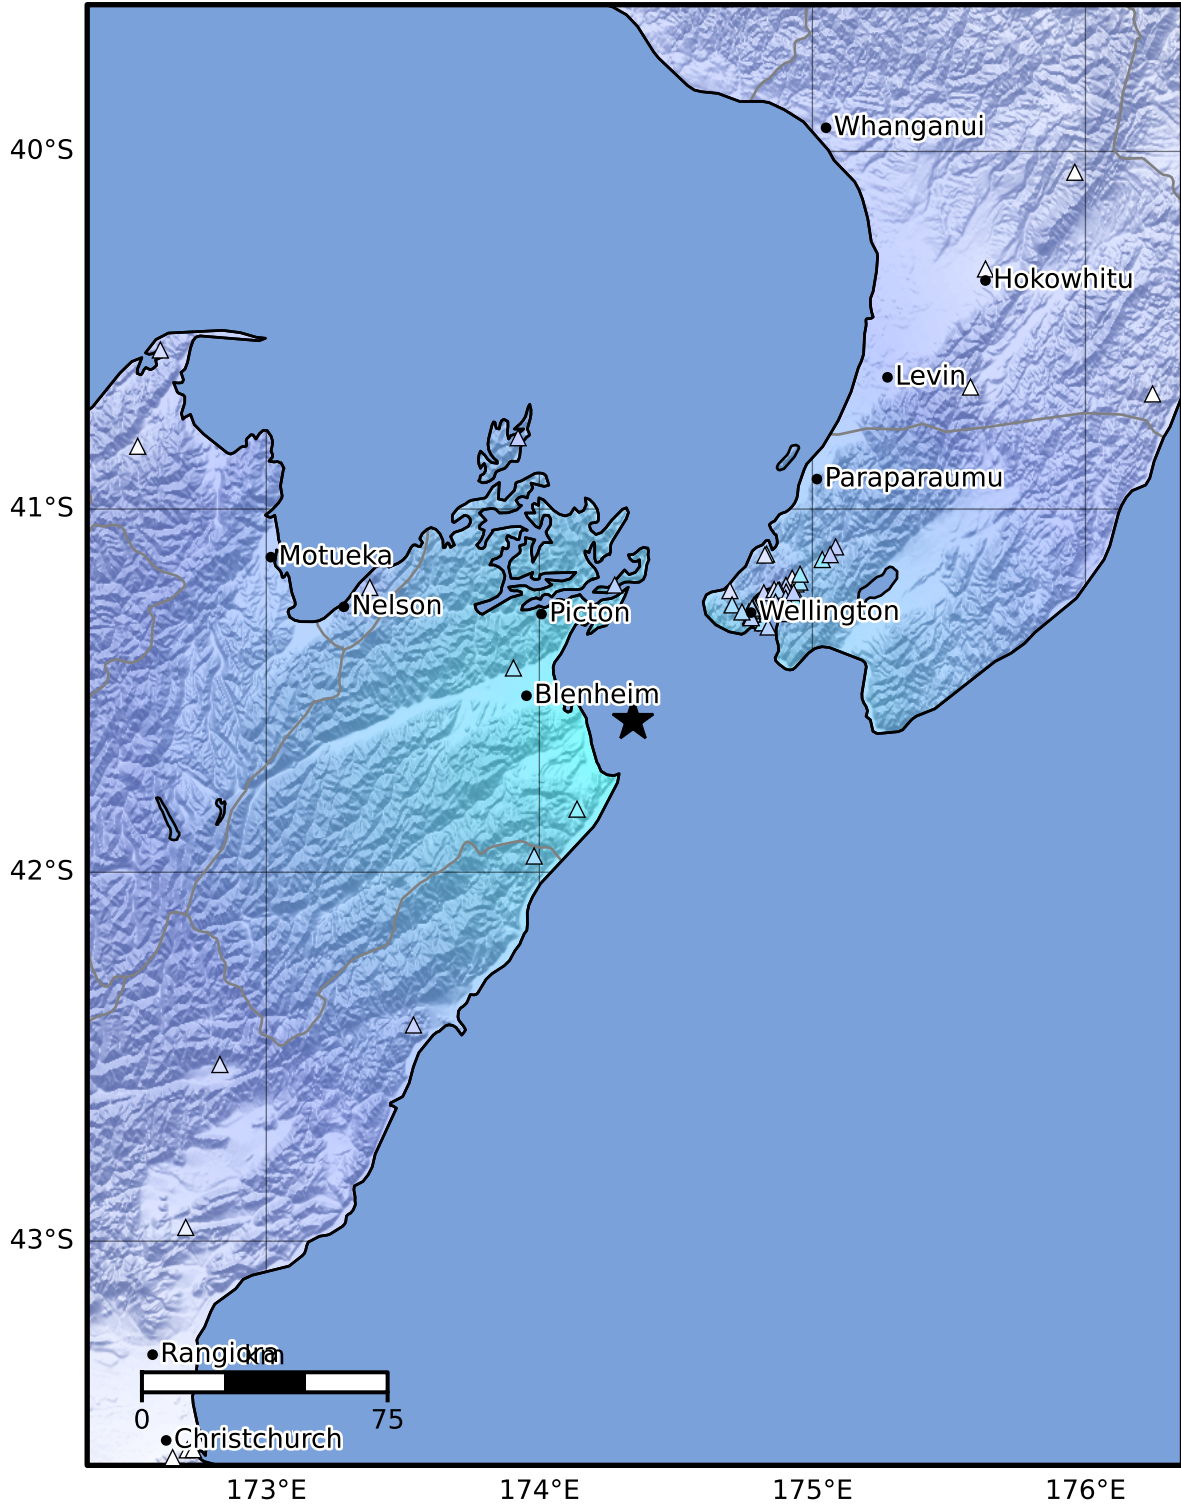 Whanganui
40°S
Hokowhitu
Levin
Paraparaumu
41°S
Motueka
Nelson
Picton
Wellington
Blenheim
42°S
43°S
Rangiora
km
0
75
Christchurch
173°E
174°E
175°E
176°E